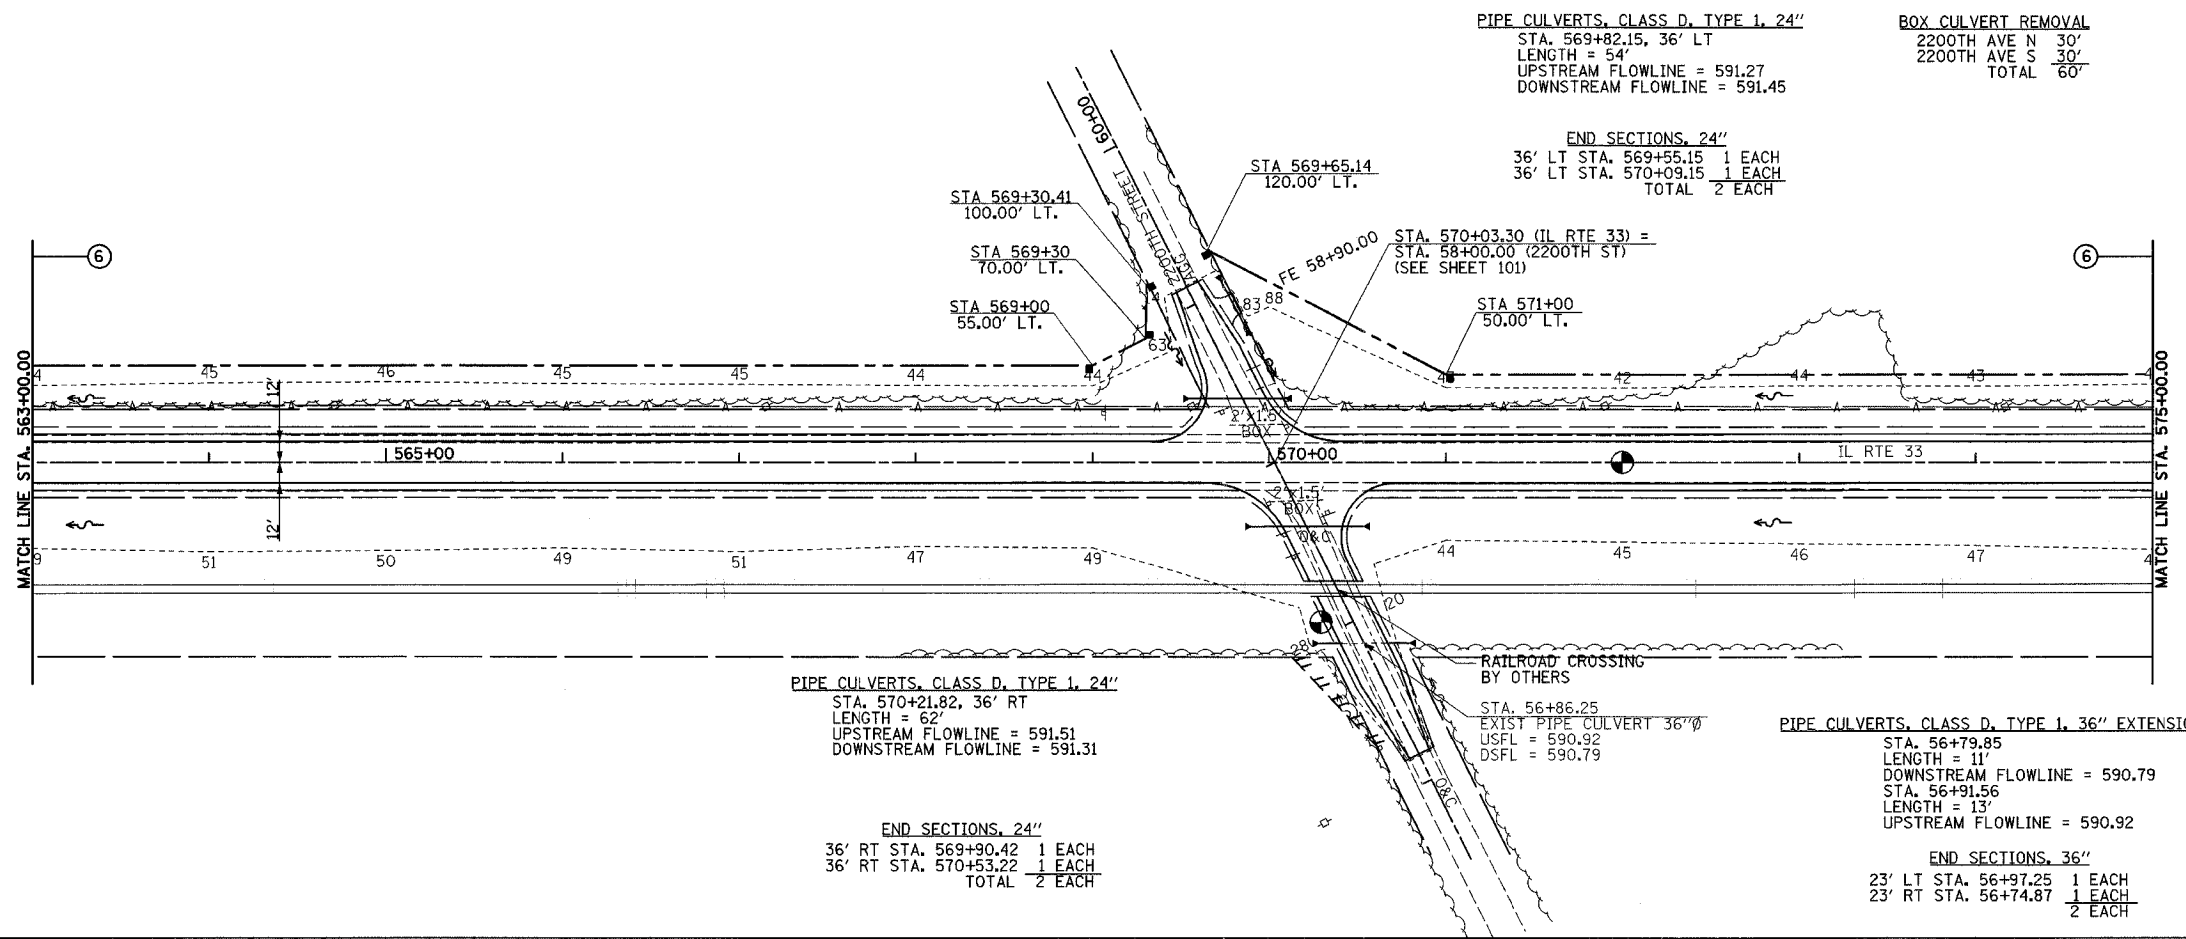 PIPE CULVERTS, CLASS D, TYPE 1, 24"
STA. 569+82.15, 36' LT
LENGTH = 54'
UPSTREAM FLOWLINE = 591.27
DOWNSTREAM FLOWLINE = 591.45
BOX CULVERT REMOVAL
2200TH AVE N 30'
2200TH AVE S 30'
TOTAL 60'
END SECTIONS, 24"
36' LT STA. 569+55.15 1 EACH
36' LT STA. 570+09.15 1 EACH
TOTAL 2 EACH
160+00
2200TH STREET
AGG
STA 569+65.14
120.00' LT.
STA 569+30.41
100.00' LT.
STA 569+30
70.00' LT.
STA 569+00
55.00' LT.
FE 58+90.00
STA. 570+03.30 (IL RTE 33) =
STA. 58+00.00 (2200TH ST)
(SEE SHEET 101)
STA 571+00
50.00' LT.
6
6
83 88
63
45 46 45 45 44 44 42 44 43
12'
2'x1.5'
BOX
MATCH LINE STA. 563+00.00
565+00
570+00
IL RTE 33
MATCH LINE STA. 575+00.00
2'x1.5'
BOX
O&C
12'
9 51 50 49 51 47 49 44 45 46 47
20
28
RAILROAD CROSSING
BY OTHERS
STA. 56+86.25
EXIST PIPE CULVERT 36"Ø
USFL = 590.92
DSFL = 590.79
O&C
PIPE CULVERTS, CLASS D, TYPE 1, 24"
STA. 570+21.82, 36' RT
LENGTH = 62'
UPSTREAM FLOWLINE = 591.51
DOWNSTREAM FLOWLINE = 591.31
END SECTIONS, 24"
36' RT STA. 569+90.42 1 EACH
36' RT STA. 570+53.22 1 EACH
TOTAL 2 EACH
PIPE CULVERTS, CLASS D, TYPE 1, 36" EXTENSIO
STA. 56+79.85
LENGTH = 11'
DOWNSTREAM FLOWLINE = 590.79
STA. 56+91.56
LENGTH = 13'
UPSTREAM FLOWLINE = 590.92
END SECTIONS, 36"
23' LT STA. 56+97.25 1 EACH
23' RT STA. 56+74.87 1 EACH
2 EACH